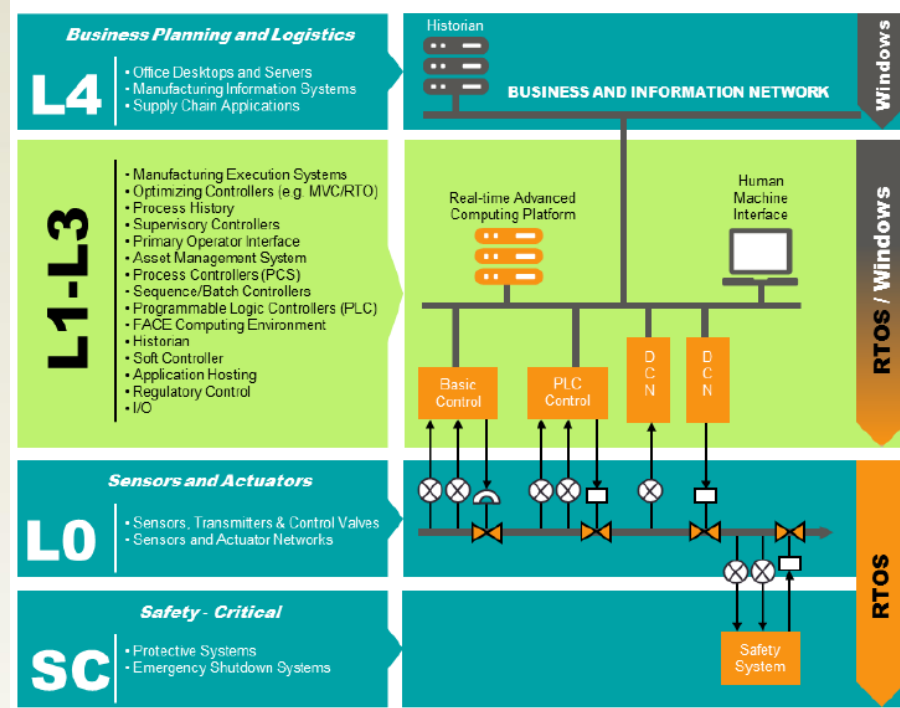 Business Planning and Logistics
L4
• Office Desktops and Servers
• Manufacturing Information Systems
• Supply Chain Applications
Historian
BUSINESS AND INFORMATION NETWORK
Windows
L1-L3
• Manufacturing Execution Systems
• Optimizing Controllers (e.g. MVC/RTO)
• Process History
• Supervisory Controllers
• Primary Operator Interface
• Asset Management System
• Process Controllers (PCS)
• Sequence/Batch Controllers
• Programmable Logic Controllers (PLC)
• FACE Computing Environment
• Historian
• Soft Controller
• Application Hosting
• Regulatory Control
• I/O
Real-time Advanced
Computing Platform
Human
Machine
Interface
Basic
Control
PLC
Control
D
C
N
D
C
N
RTOS / Windows
Sensors and Actuators
L0
• Sensors, Transmitters & Control Valves
• Sensors and Actuator Networks
Safety - Critical
SC
• Protective Systems
• Emergency Shutdown Systems
Safety
System
RTOS